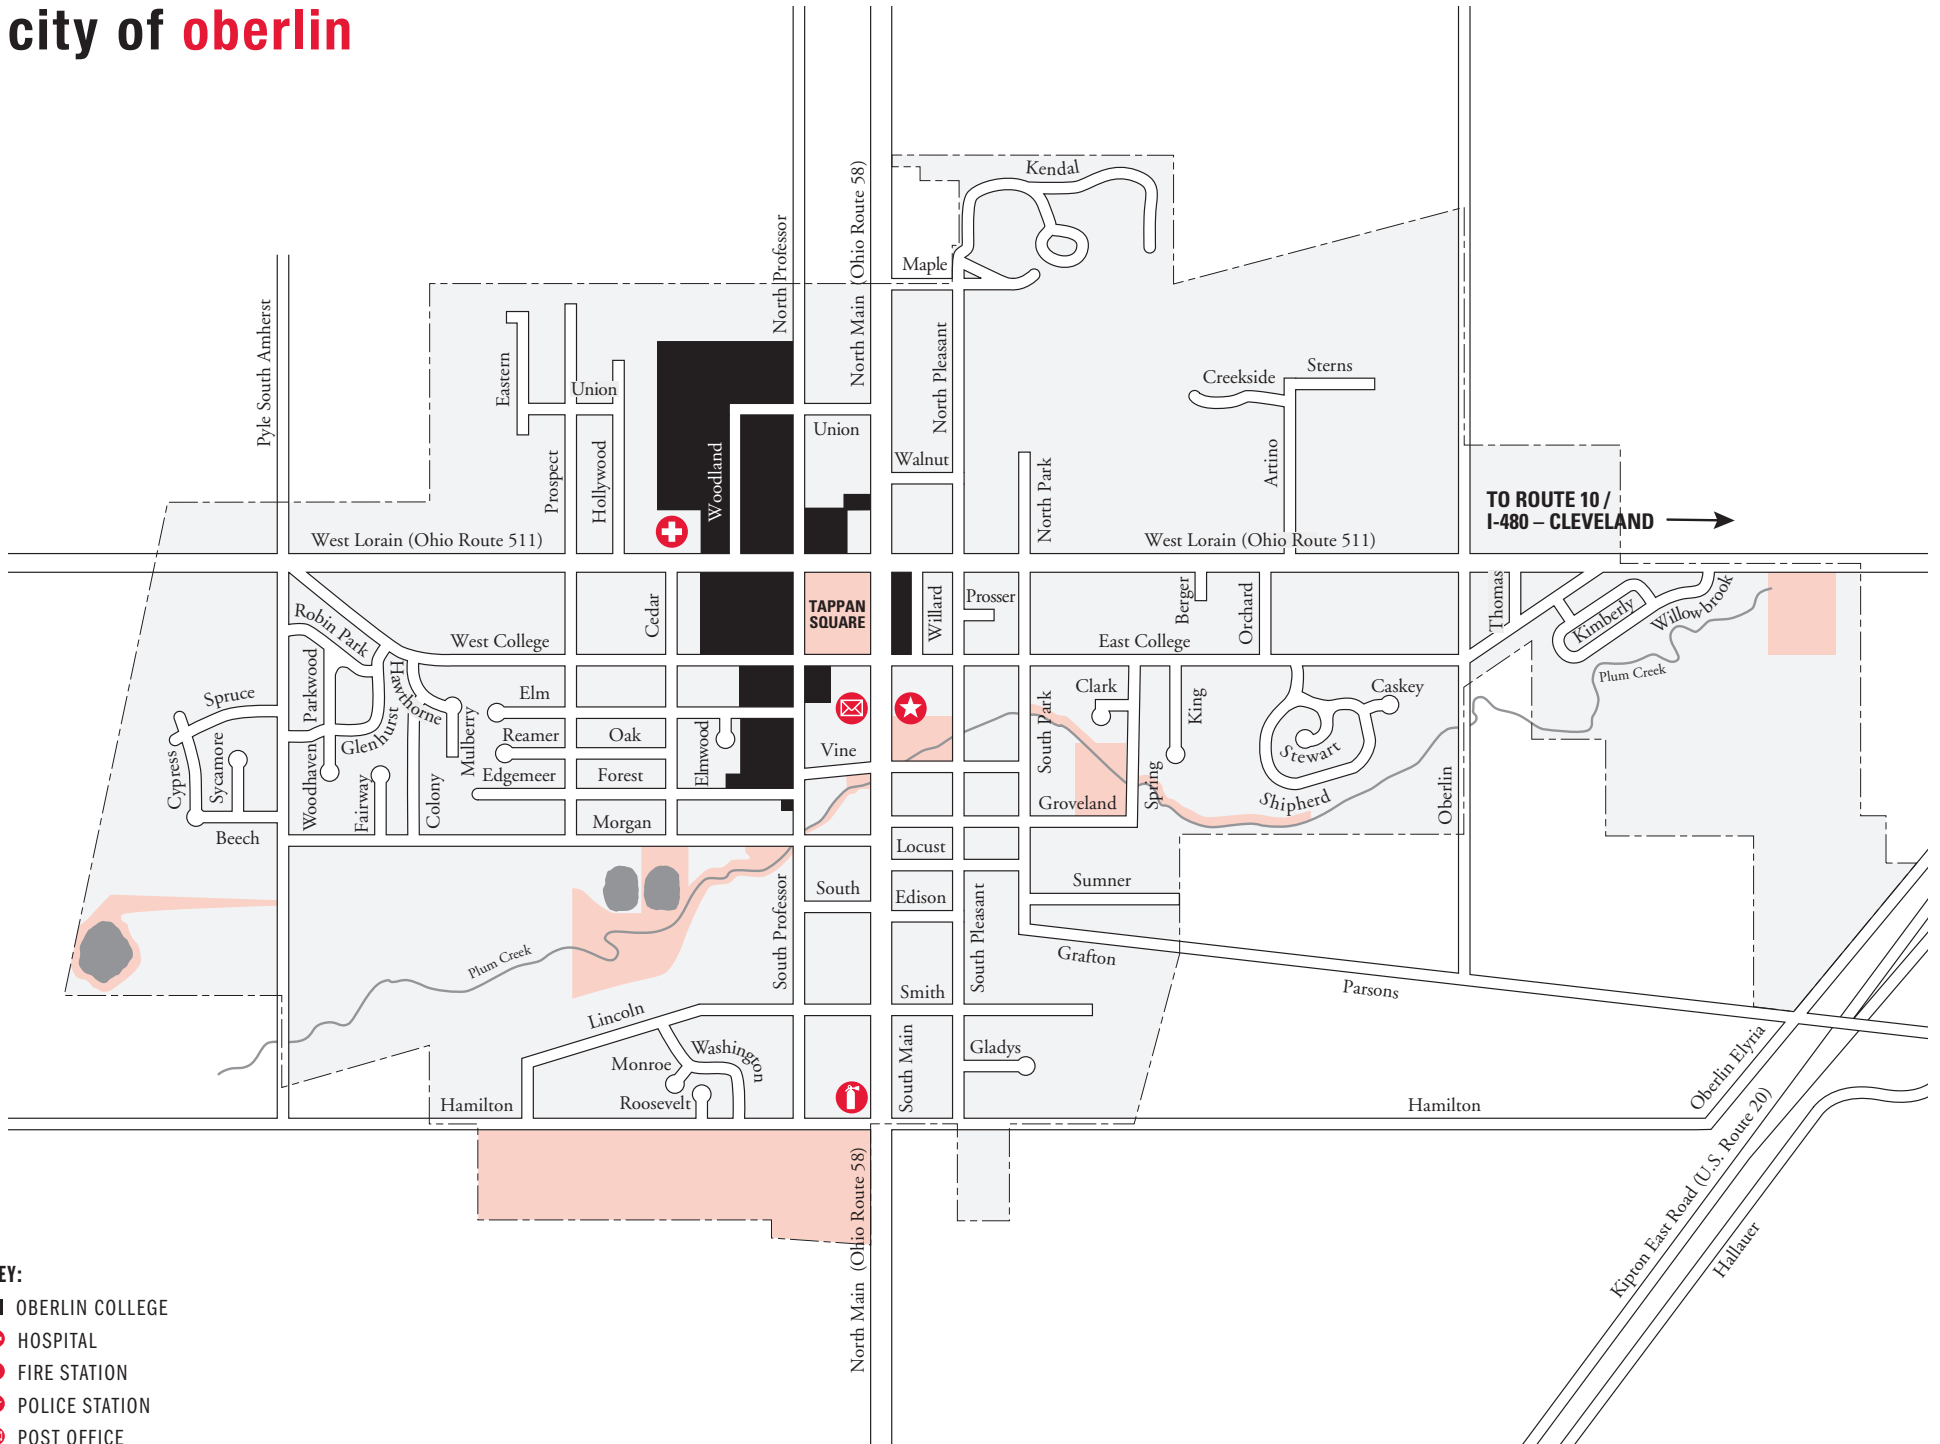 city of oberlin
Kendal
North Professor
North Main (Ohio Route 58)
Maple
Pyle South Amherst
North Pleasant
Eastern
Union
Sterns
Creekside
Union
Walnut
Prospect
Hollywood
Woodland
North Park
Artino
TO ROUTE 10 /
I-480 – CLEVELAND
West Lorain (Ohio Route 511)
West Lorain (Ohio Route 511)
Robin Park
West College
Cedar
TAPPAN
SQUARE
Willard
Prosser
East College
Berger
Orchard
Thomas
Kimberly
Willowbrook
Plum Creek
Spruce
Parkwood
Hawthorne
Elm
Clark
South Park
King
Caskey
Cypress
Sycamore
Woodhaven
Glenhurst
Mulberry
Reamer
Oak
Elmwood
Vine
Stewart
Edgemeer
Forest
Fairway
Colony
Morgan
Groveland
Spring
Shipherd
Oberlin
Beech
Locust
South
Edison
Sumner
South Professor
South Pleasant
Plum Creek
Grafton
Parsons
Smith
Lincoln
Washington
Monroe
Roosevelt
South Main
Gladys
Hamilton
Hamilton
Oberlin Elyria
Kipton East Road (U.S. Route 20)
Hallauer
North Main (Ohio Route 58)
EY:
OBERLIN COLLEGE
HOSPITAL
FIRE STATION
POLICE STATION
POST OFFICE